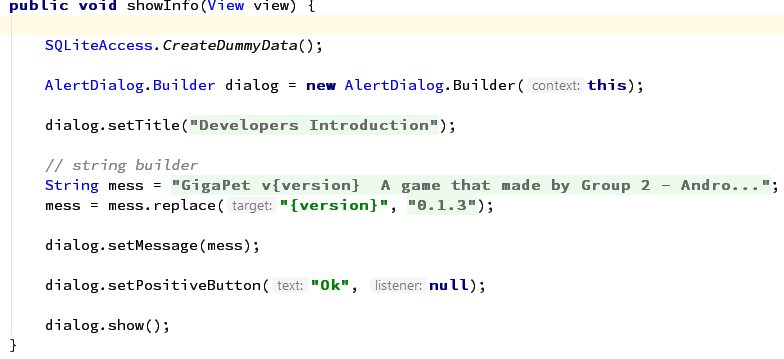 public void showInfo(View view) {
SQLiteAccess.CreateDummyData();
AlertDialog.Builder dialog = new AlertDialog.Builder( context: this);
dialog.setTitle("Developers Introduction");
// string builder
String mess = "GigaPet v{version}  A game that made by Group 2 - Andro...";
mess = mess.replace( target: "{version}", "0.1.3");
dialog.setMessage(mess);
dialog.setPositiveButton( text: "Ok", listener: null);
dialog.show();
}